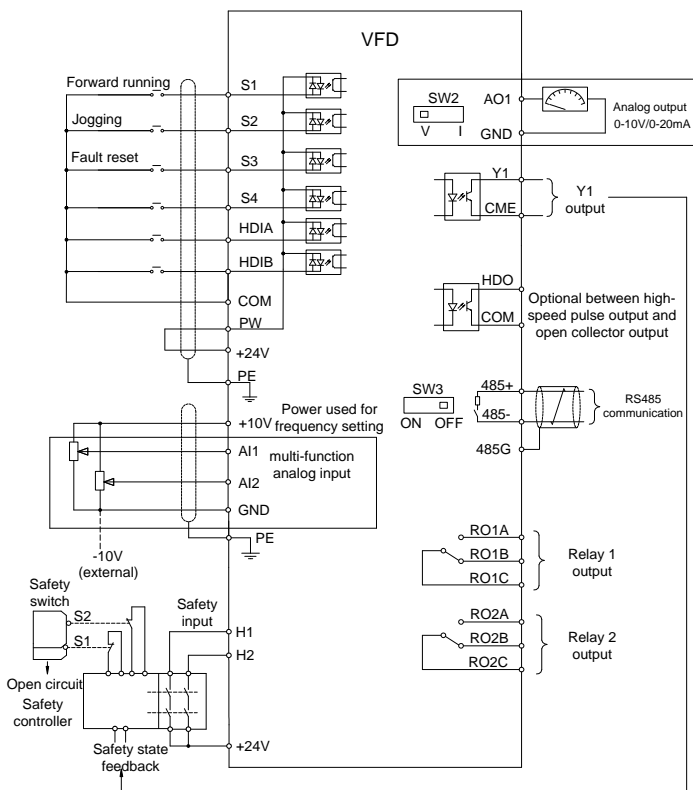 VFD
Forward running
S1
Jogging
S2
Fault reset
S3
S4
HDIA
HDIB
COM
PW
+24V
PE
SW2
V I
AO1
GND
Analog output
0-10V/0-20mA
Y1
CME
Y1
output
HDO
COM
Optional between high-
speed pulse output and
open collector output
SW3
ON OFF
485+
485-
485G
RS485
communication
Power used for
frequency setting
+10V
AI1
multi-function
analog input
AI2
GND
PE
-10V
(external)
RO1A
RO1B
RO1C
Relay 1
output
RO2A
RO2B
RO2C
Relay 2
output
Safety
switch
S2
S1
Open circuit
Safety
controller
Safety
input
H1
H2
+24V
Safety state
feedback